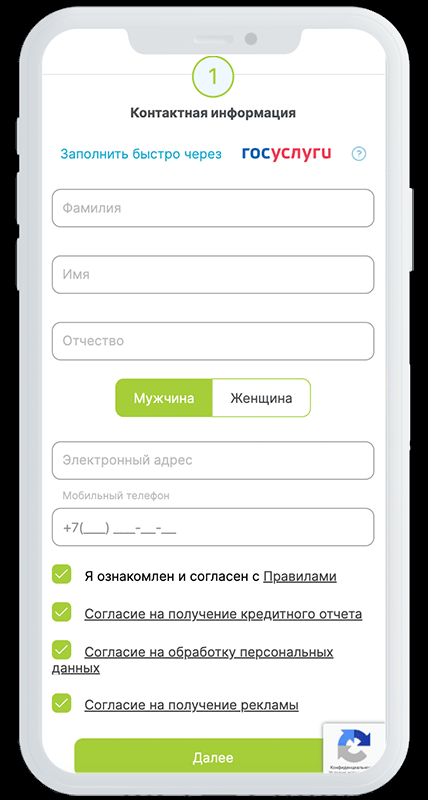 1
Контактная информация
Заполнить быстро через госуслуги ?
Фамилия
Имя
Отчество
Мужчина Женщина
Электронный адрес
Мобильный телефон
+7(___) ___-__-__
Я ознакомлен и согласен с Правилами
Согласие на получение кредитного отчета
Согласие на обработку персональных
данных
Согласие на получение рекламы
Далее